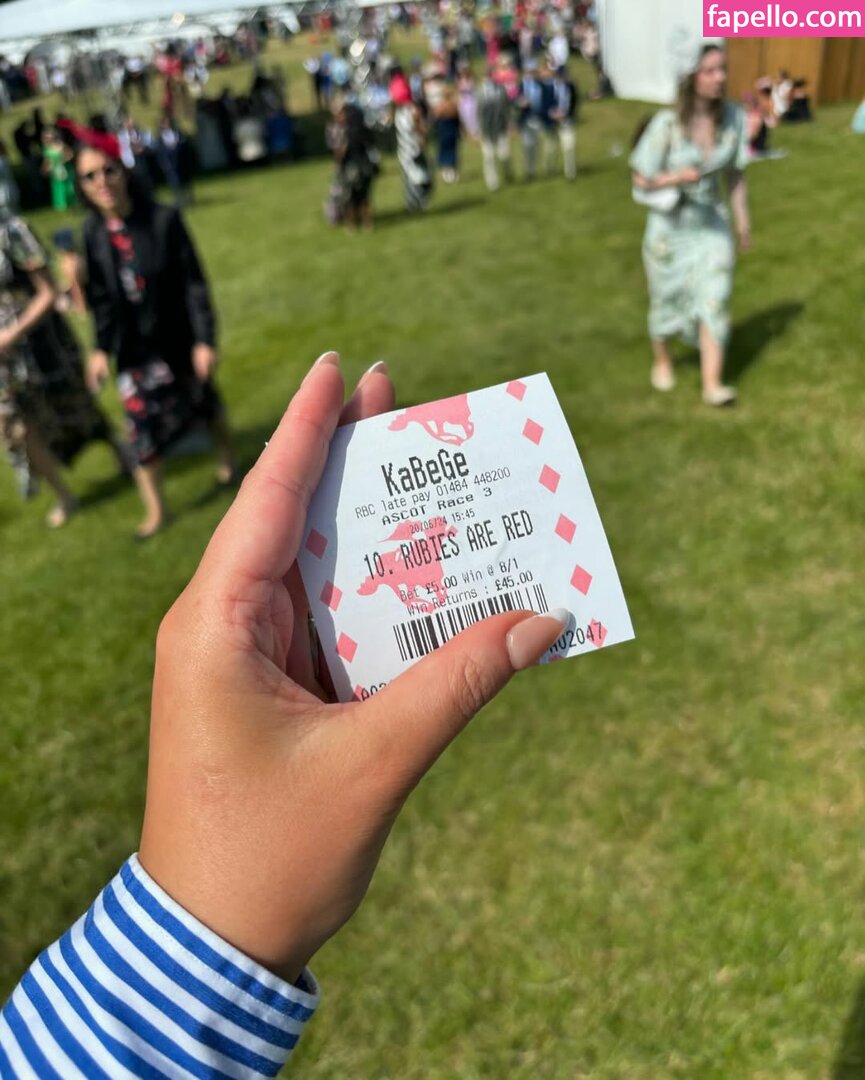 fapello.com
KaBeGe
RBC late pay 01484 448200
ASCOT Race 3
20/06/24 15:45
10. RUBIES ARE RED
Bet £5.00 Win @ 8/1
Win Returns : £45.00